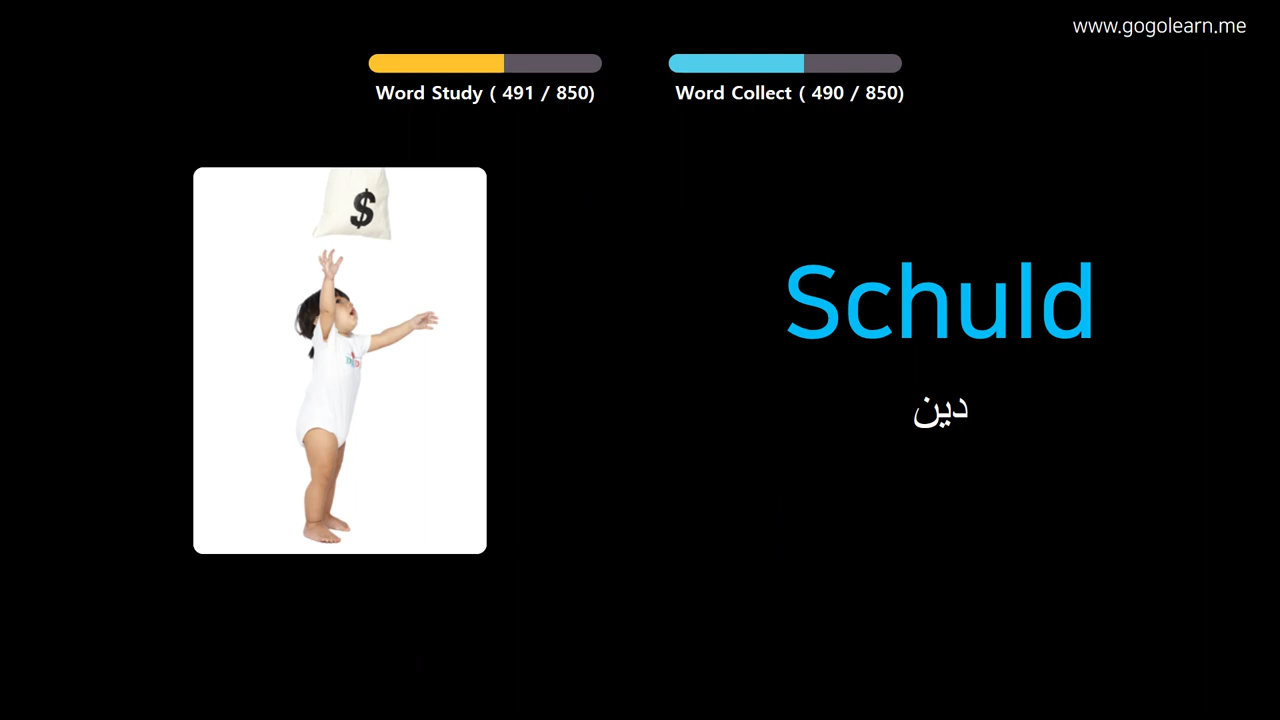 www.gogolearn.me
Word Study ( 491 / 850)
Word Collect ( 490 / 850)
$
Schuld
دين